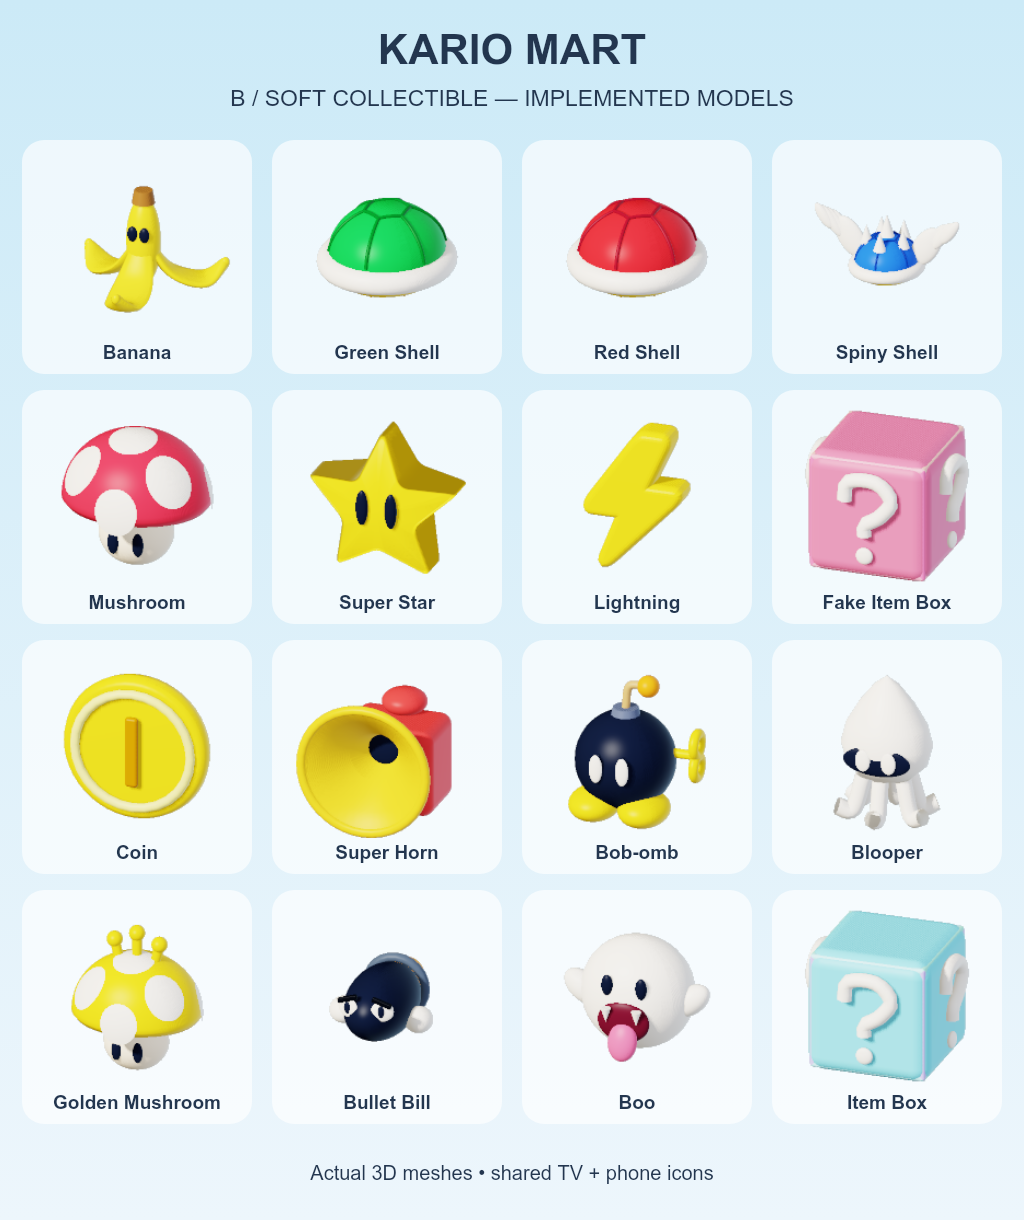 KARIO MART
B / SOFT COLLECTIBLE — IMPLEMENTED MODELS
Banana
Green Shell
Red Shell
Spiny Shell
Mushroom
Super Star
Lightning
? ?
Fake Item Box
Coin
Super Horn
Bob-omb
Blooper
Golden Mushroom
Bullet Bill
Boo
? ?
Item Box
Actual 3D meshes • shared TV + phone icons